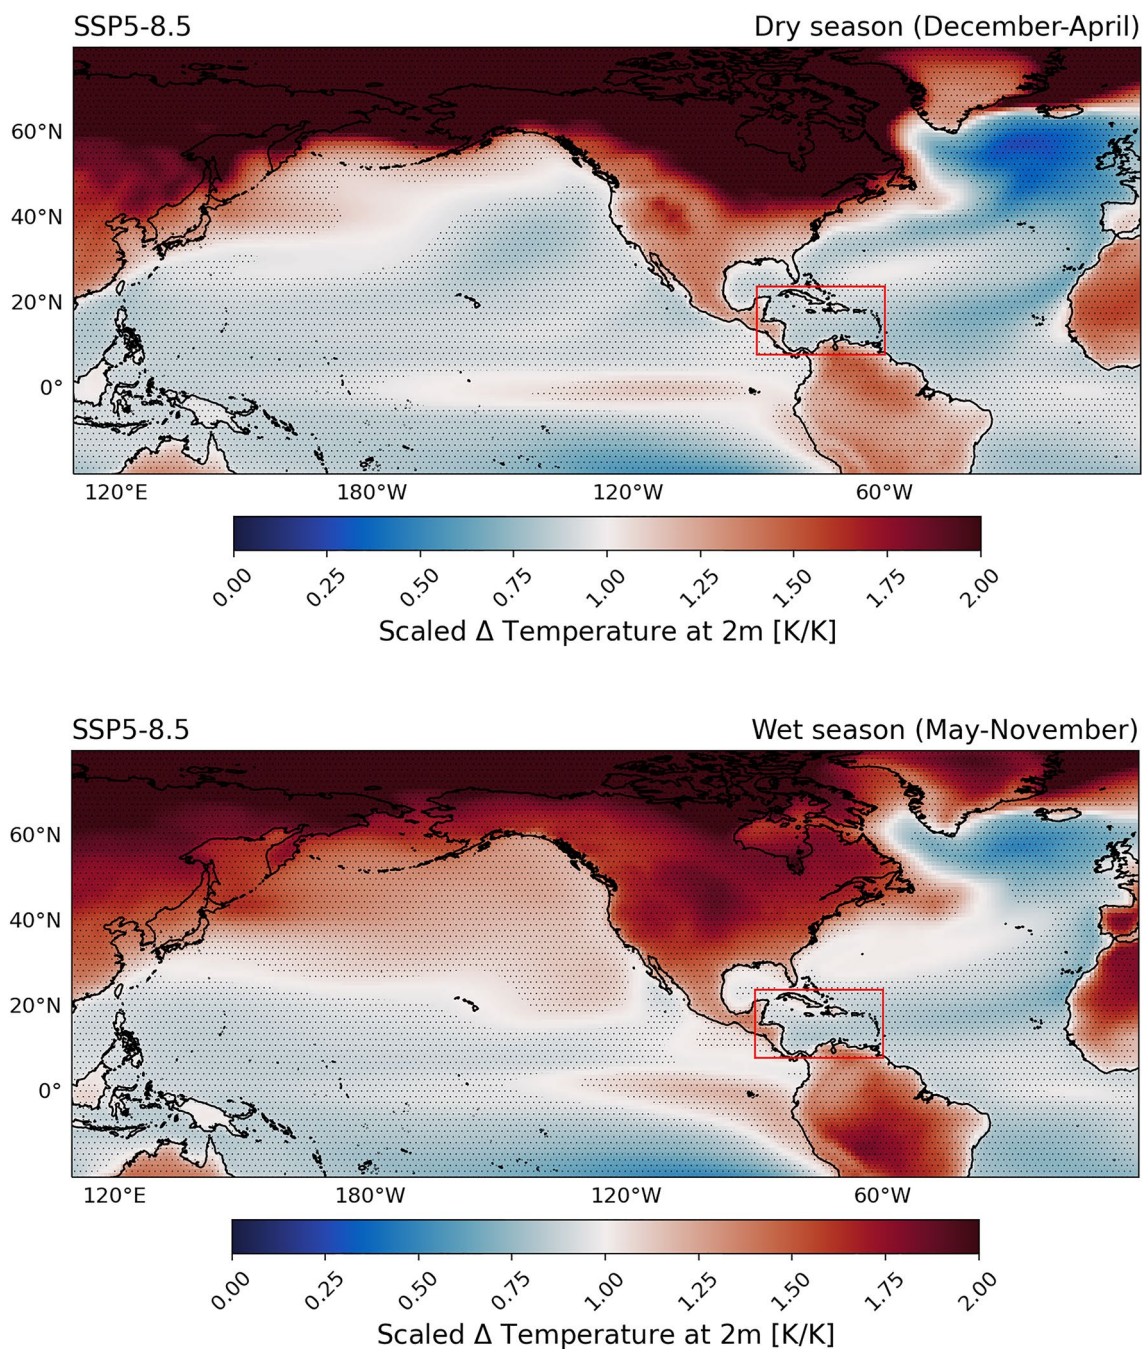 SSP5-8.5 Dry season (December-April)
60°N
40°N
20°N
0°
120°E 180°W 120°W 60°W
0.00 0.25 0.50 0.75 1.00 1.25 1.50 1.75 2.00
Scaled Δ Temperature at 2m [K/K]
SSP5-8.5 Wet season (May-November)
60°N
40°N
20°N
0°
120°E 180°W 120°W 60°W
0.00 0.25 0.50 0.75 1.00 1.25 1.50 1.75 2.00
Scaled Δ Temperature at 2m [K/K]